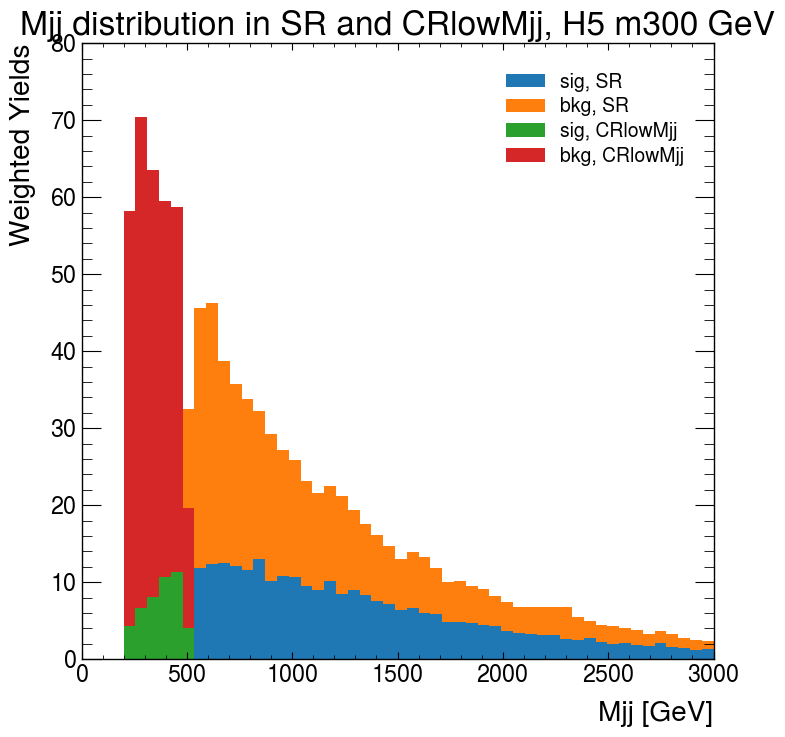 Mjj distribution in SR and CRlowMjj, H5 m300 GeV
Weighted Yields
80
70
60
50
40
30
20
10
0
sig, SR
bkg, SR
sig, CRlowMjj
bkg, CRlowMjj
0 500 1000 1500 2000 2500 3000
Mjj [GeV]